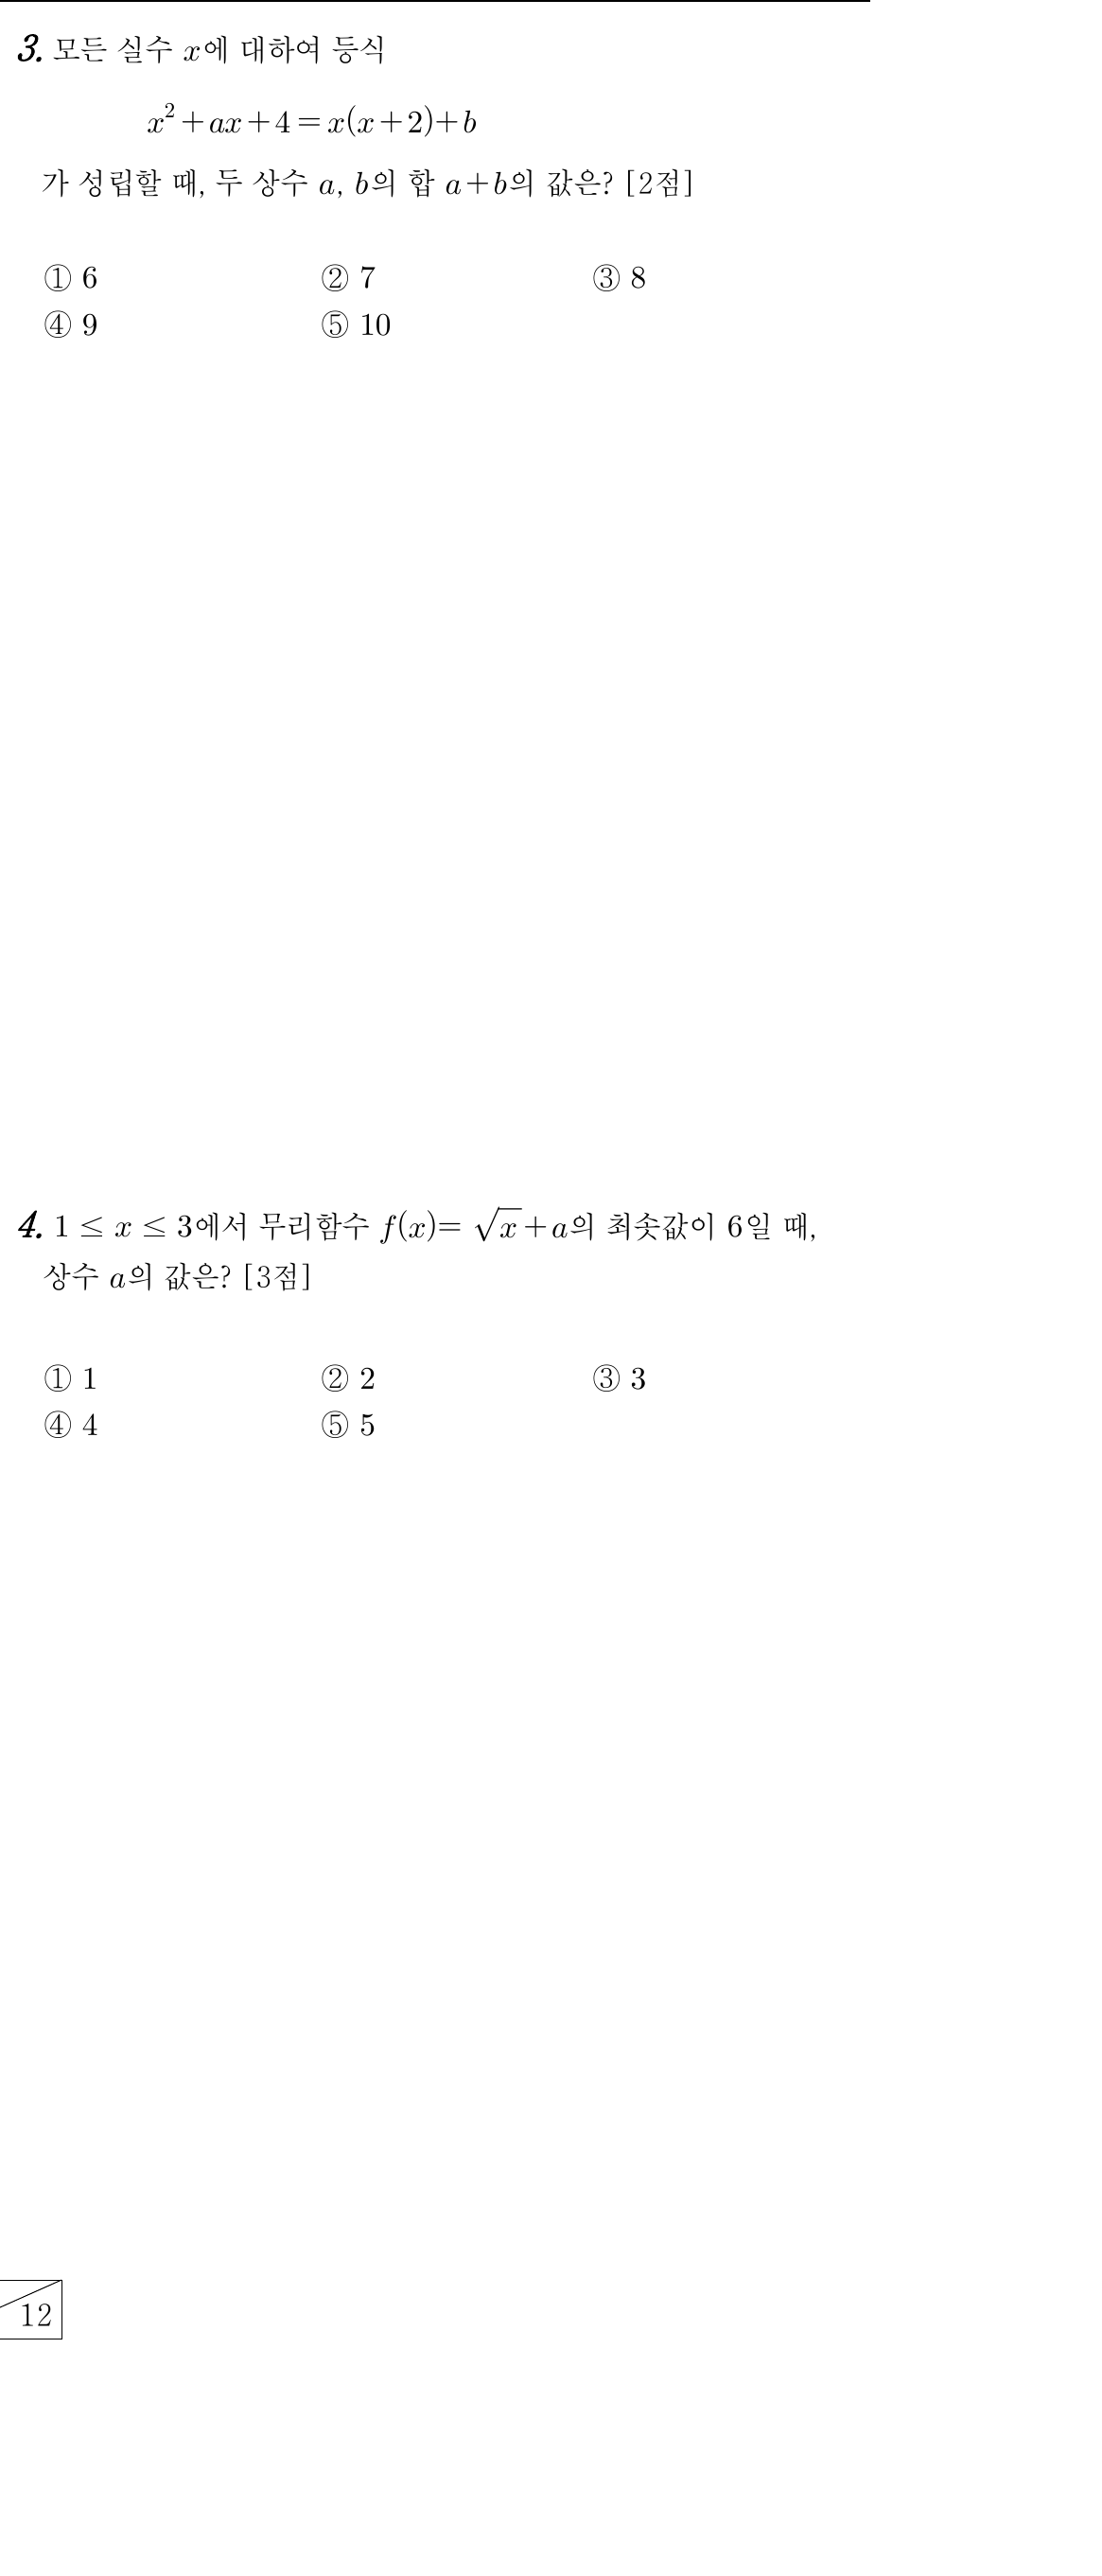 3. 모든 실수 x에 대하여 등식
x² + ax + 4 = x(x+2) + b
가 성립할 때, 두 상수 a, b의 합 a+b의 값은? [2점]
① 6 ② 7 ③ 8
④ 9 ⑤ 10
4. 1 ≤ x ≤ 3에서 무리함수 f(x) = √x + a의 최솟값이 6일 때,
상수 a의 값은? [3점]
① 1 ② 2 ③ 3
④ 4 ⑤ 5
12